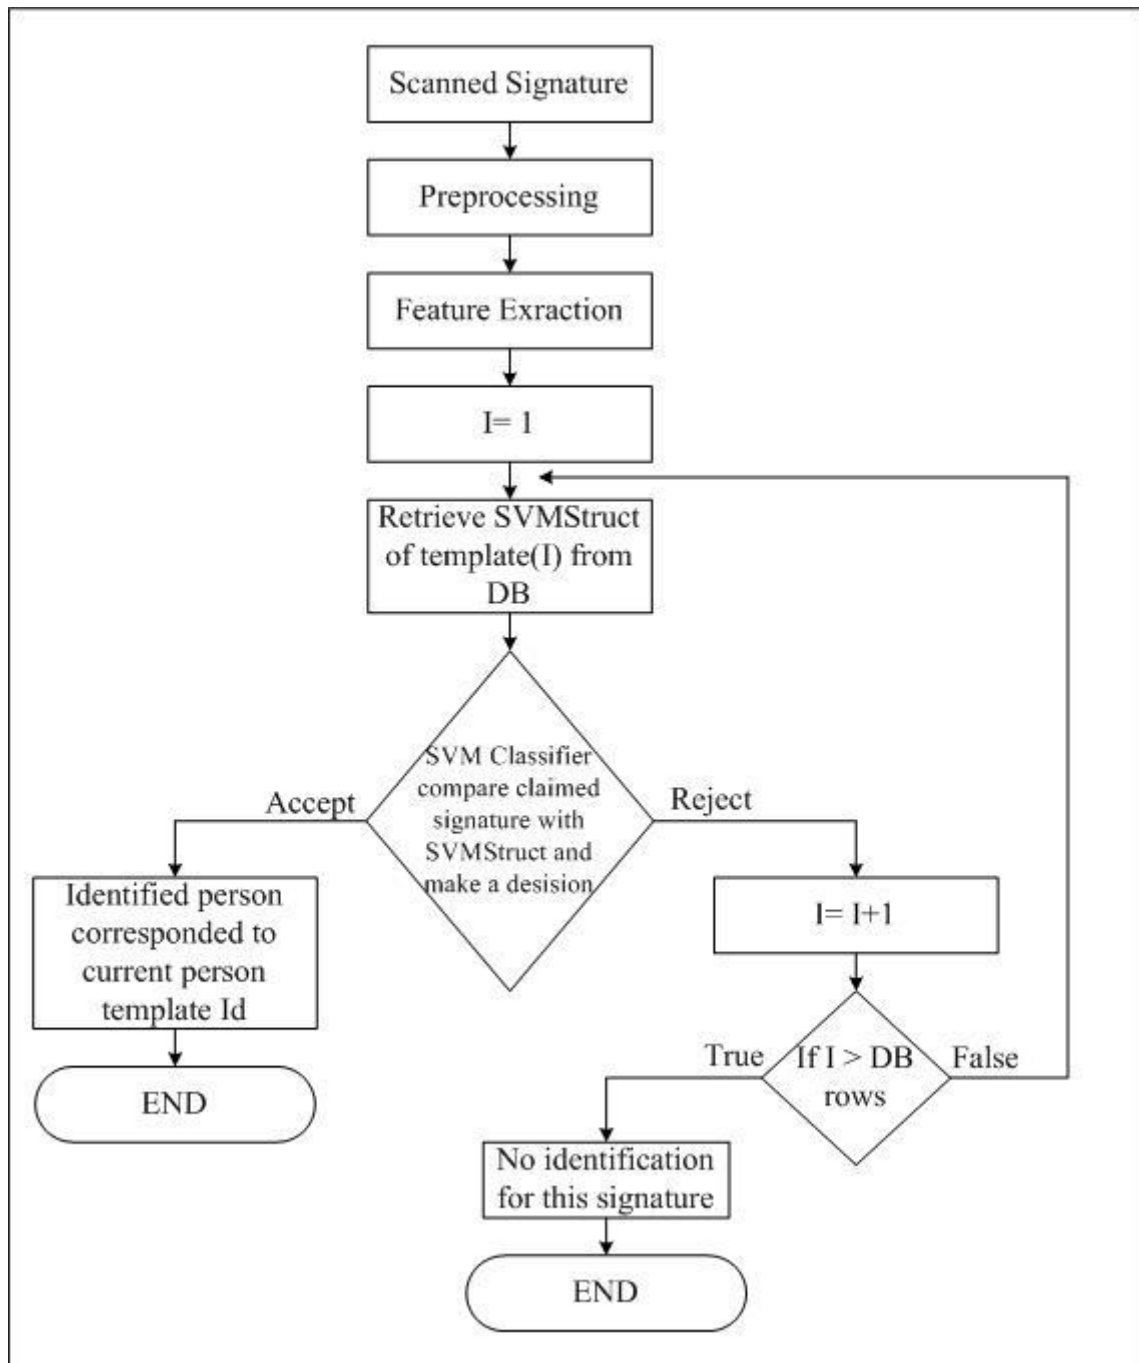 Scanned Signature
Preprocessing
Feature Exraction
I= 1
Retrieve SVMStruct
of template(I) from
DB
SVM Classifier
compare claimed
signature with
SVMStruct and
make a desision
Accept
Reject
Identified person
corresponded to
current person
template Id
END
I= I+1
If I > DB
rows
True
False
No identification
for this signature
END